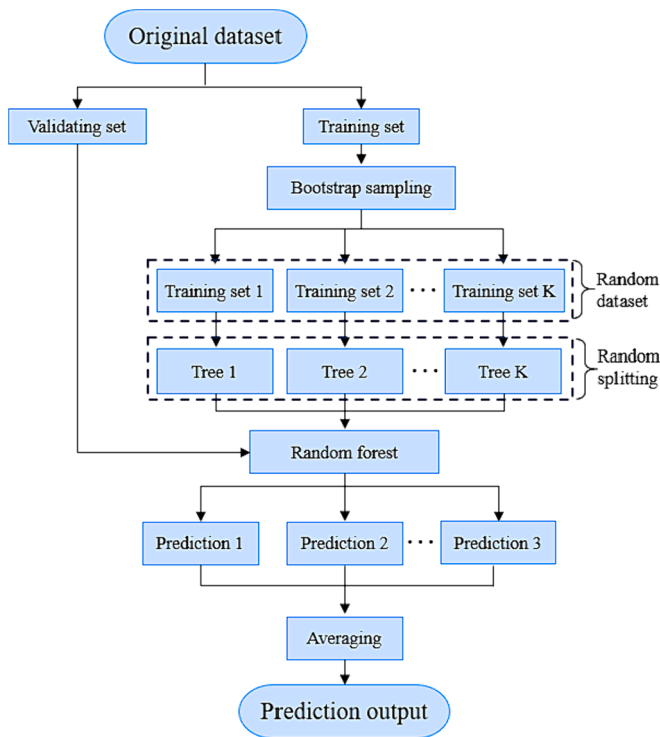 Original dataset
Validating set
Training set
Bootstrap sampling
Training set 1
Training set 2
...
Training set K
Random
dataset
Tree 1
Tree 2
...
Tree K
Random
splitting
Random forest
Prediction 1
Prediction 2
...
Prediction 3
Averaging
Prediction output